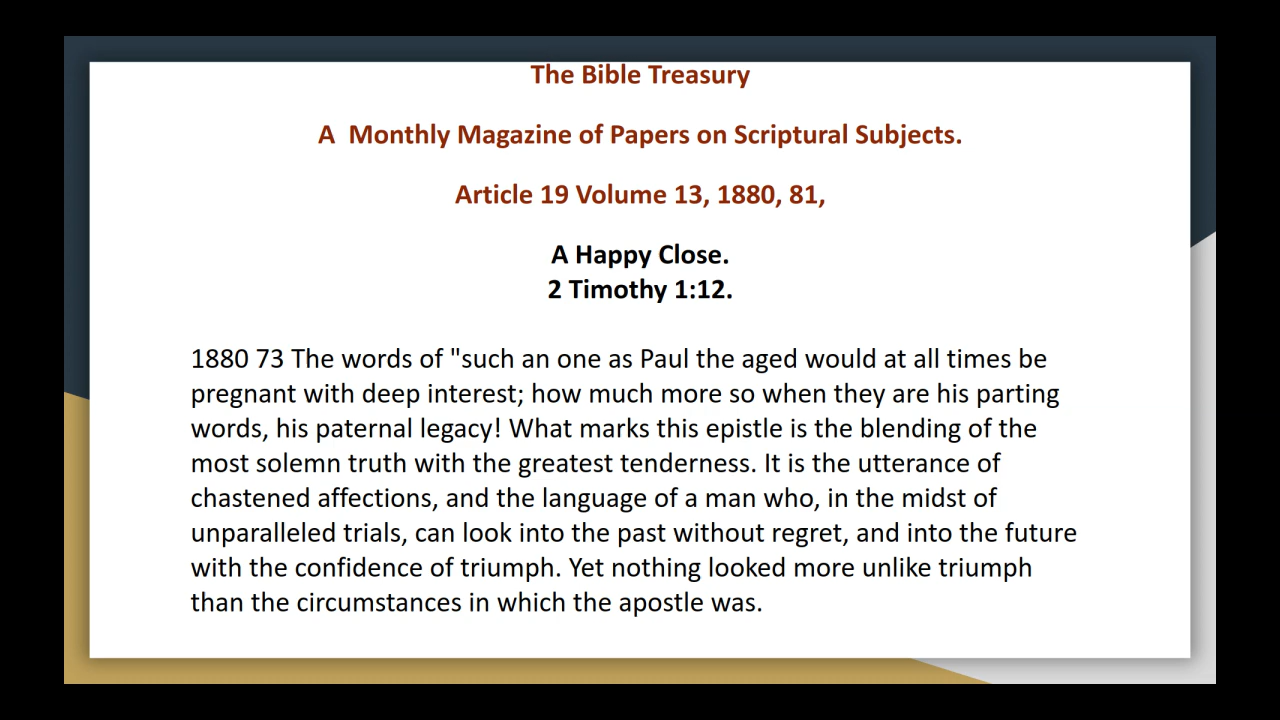 The Bible Treasury
A  Monthly Magazine of Papers on Scriptural Subjects.
Article 19 Volume 13, 1880, 81,
A Happy Close.
2 Timothy 1:12.
1880 73 The words of "such an one as Paul the aged would at all times be
pregnant with deep interest; how much more so when they are his parting
words, his paternal legacy! What marks this epistle is the blending of the
most solemn truth with the greatest tenderness. It is the utterance of
chastened affections, and the language of a man who, in the midst of
unparalleled trials, can look into the past without regret, and into the future
with the confidence of triumph. Yet nothing looked more unlike triumph
than the circumstances in which the apostle was.